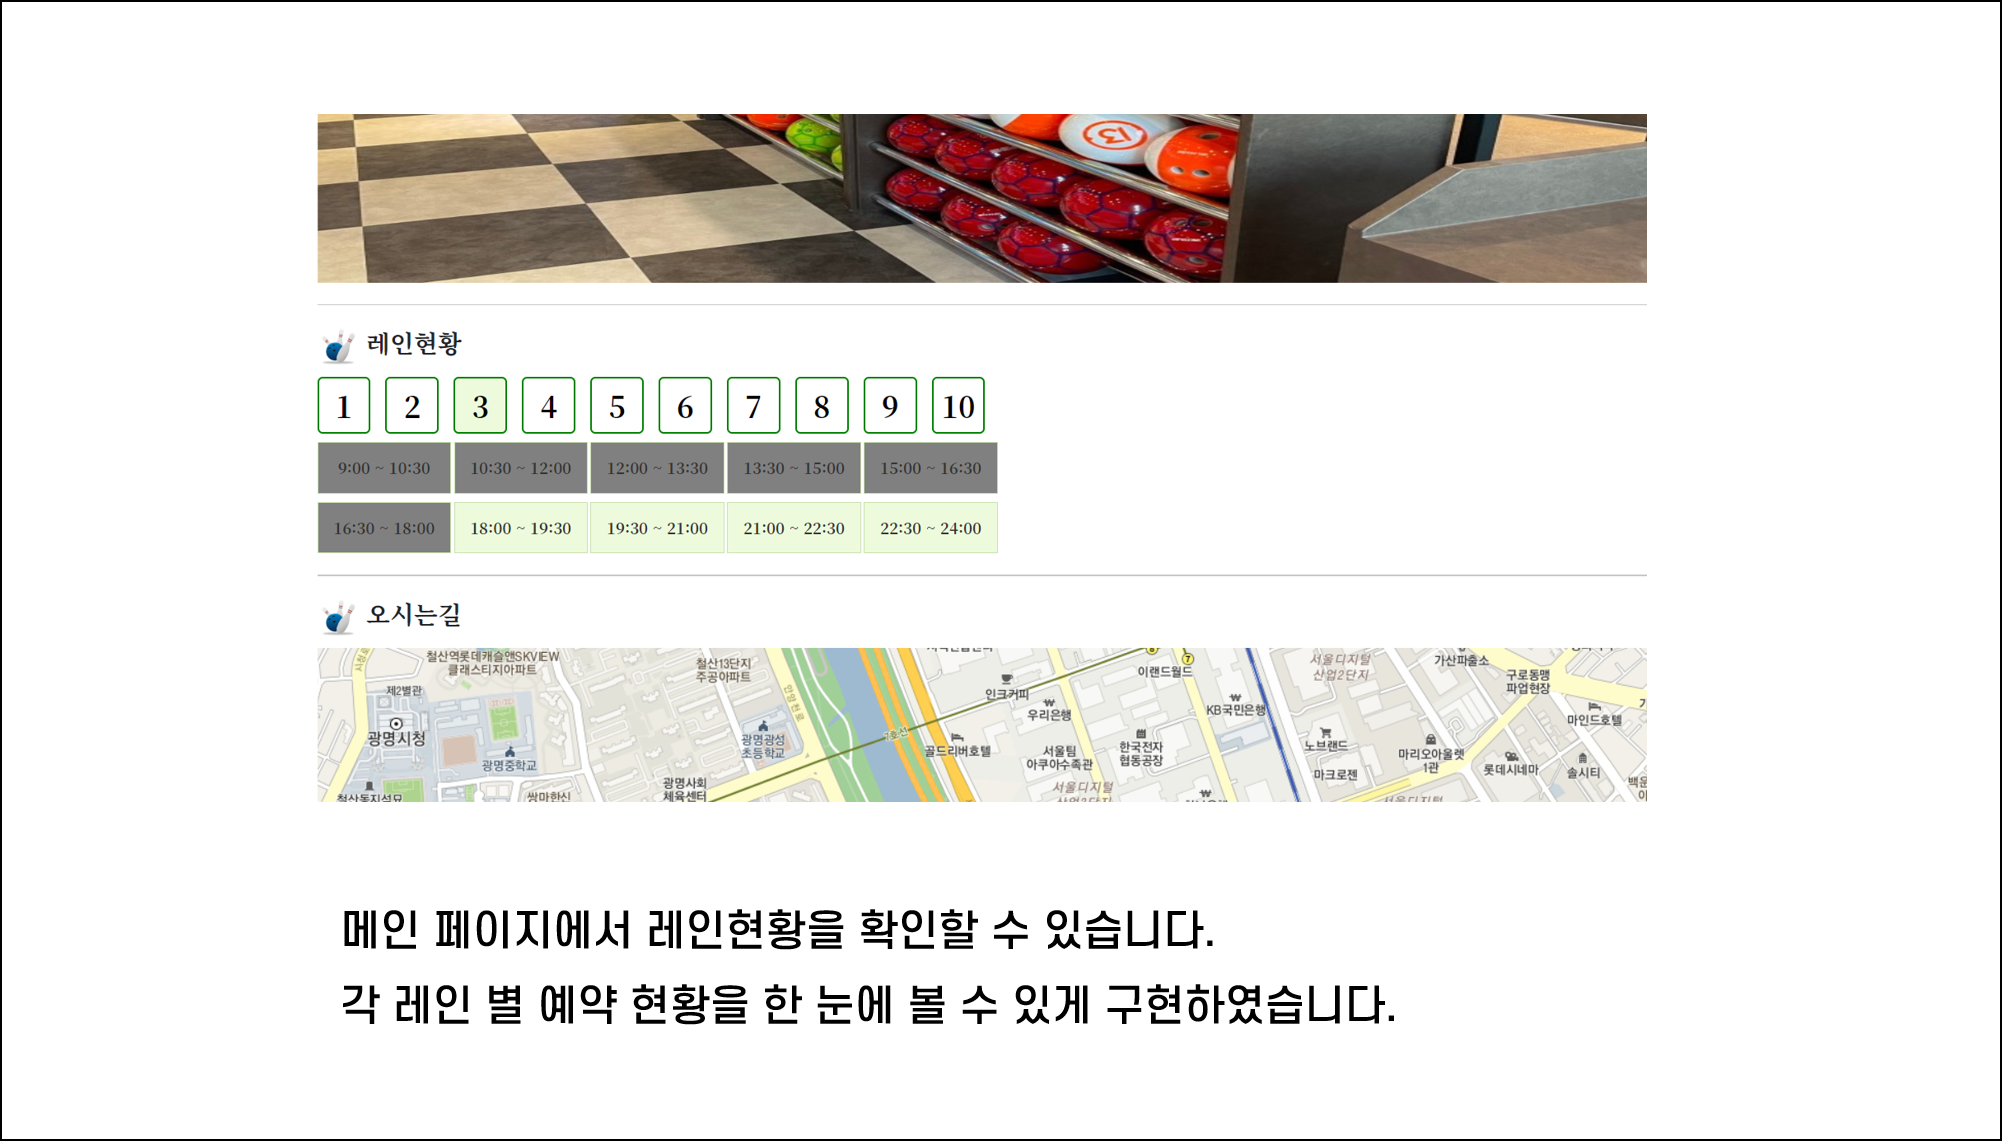 13
레인현황
1 2 3 4 5 6 7 8 9 10
9:00 ~ 10:30 10:30 ~ 12:00 12:00 ~ 13:30 13:30 ~ 15:00 15:00 ~ 16:30
16:30 ~ 18:00 18:00 ~ 19:30 19:30 ~ 21:00 21:00 ~ 22:30 22:30 ~ 24:00
오시는길
철산역롯데캐슬앤SKVIEW
클래스티지아파트
제2별관
광명시청
광명중학교
쌍마한신
철산13단지
주공아파트
안양천로
광명광성
초등학교
광명사회
체육센터
7호선
골드리버호텔
인크커피
우리은행
서울팀
아쿠아수족관
서울디지털
이랜드월드
7
한국전자
협동공장
KB국민은행
서울디지털
산업2단지
노브랜드
마크로젠
가산파출소
구로동맹
파업현장
마인드호텔
마리오아울렛
1관
롯데시네마
솔시티
메인 페이지에서 레인현황을 확인할 수 있습니다.
각 레인 별 예약 현황을 한 눈에 볼 수 있게 구현하였습니다.